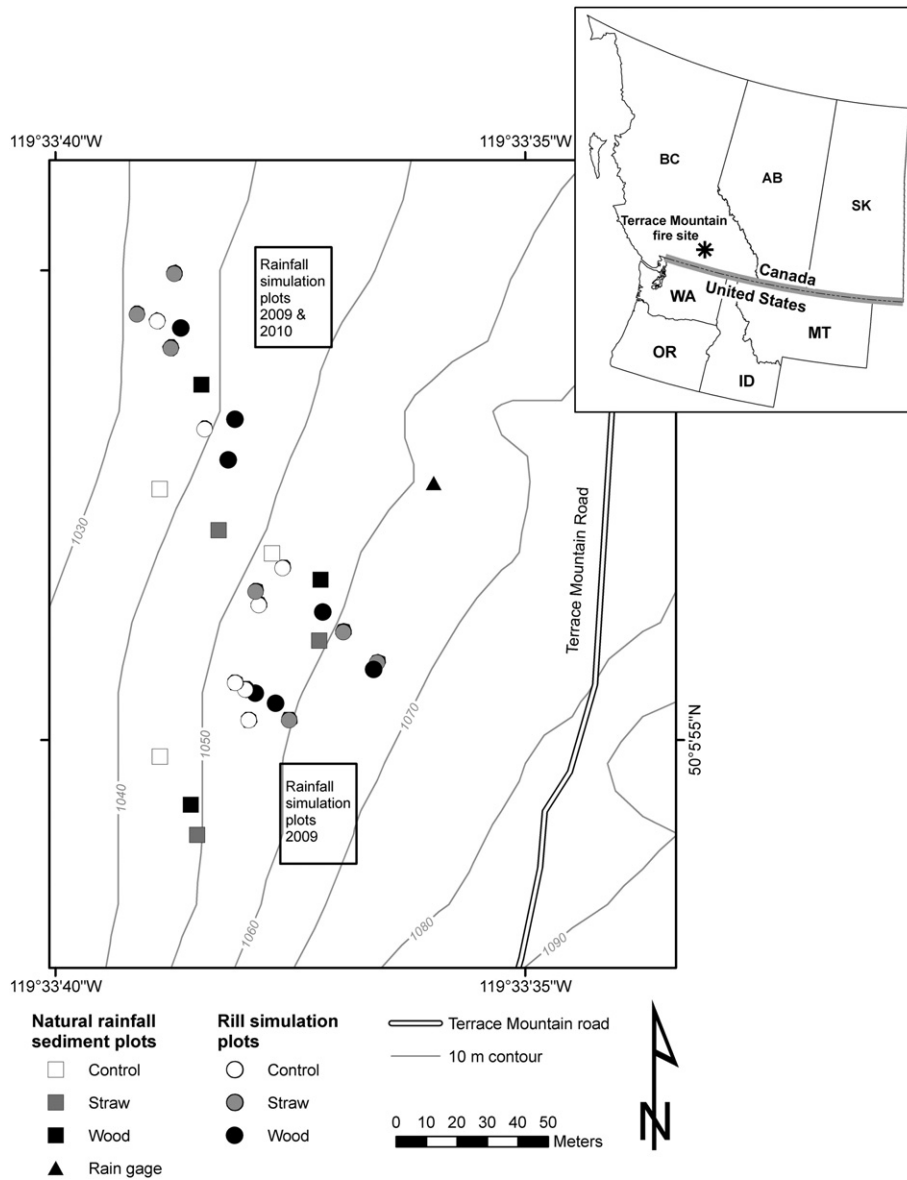 119°33'40"W
119°33'35"W
BC
AB
SK
Terrace Mountain
fire site
Canada
United States
WA
MT
OR
ID
Rainfall
simulation
plots
2009 &
2010
1030
Terrace Mountain Road
1070
1050
1040
50°5'55"N
Rainfall
simulation
plots
2009
1060
1080
1090
119°33'40"W
119°33'35"W
Natural rainfall
sediment plots
Control
Straw
Wood
Rain gage
Rill simulation
plots
Control
Straw
Wood
Terrace Mountain road
10 m contour
0 10 20 30 40 50
Meters
N